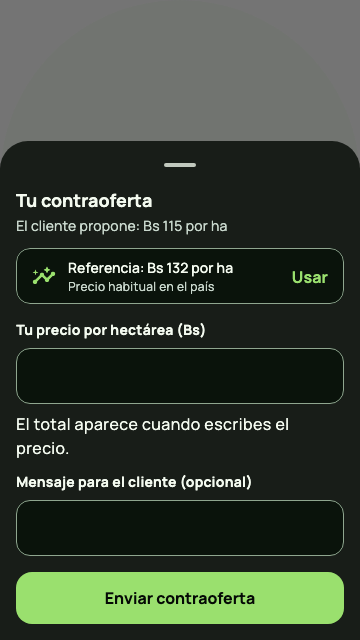 Tu contraoferta
El cliente propone: Bs 115 por ha
Referencia: Bs 132 por ha
Precio habitual en el país
Usar
Tu precio por hectárea (Bs)
El total aparece cuando escribes el
precio.
Mensaje para el cliente (opcional)
Enviar contraoferta